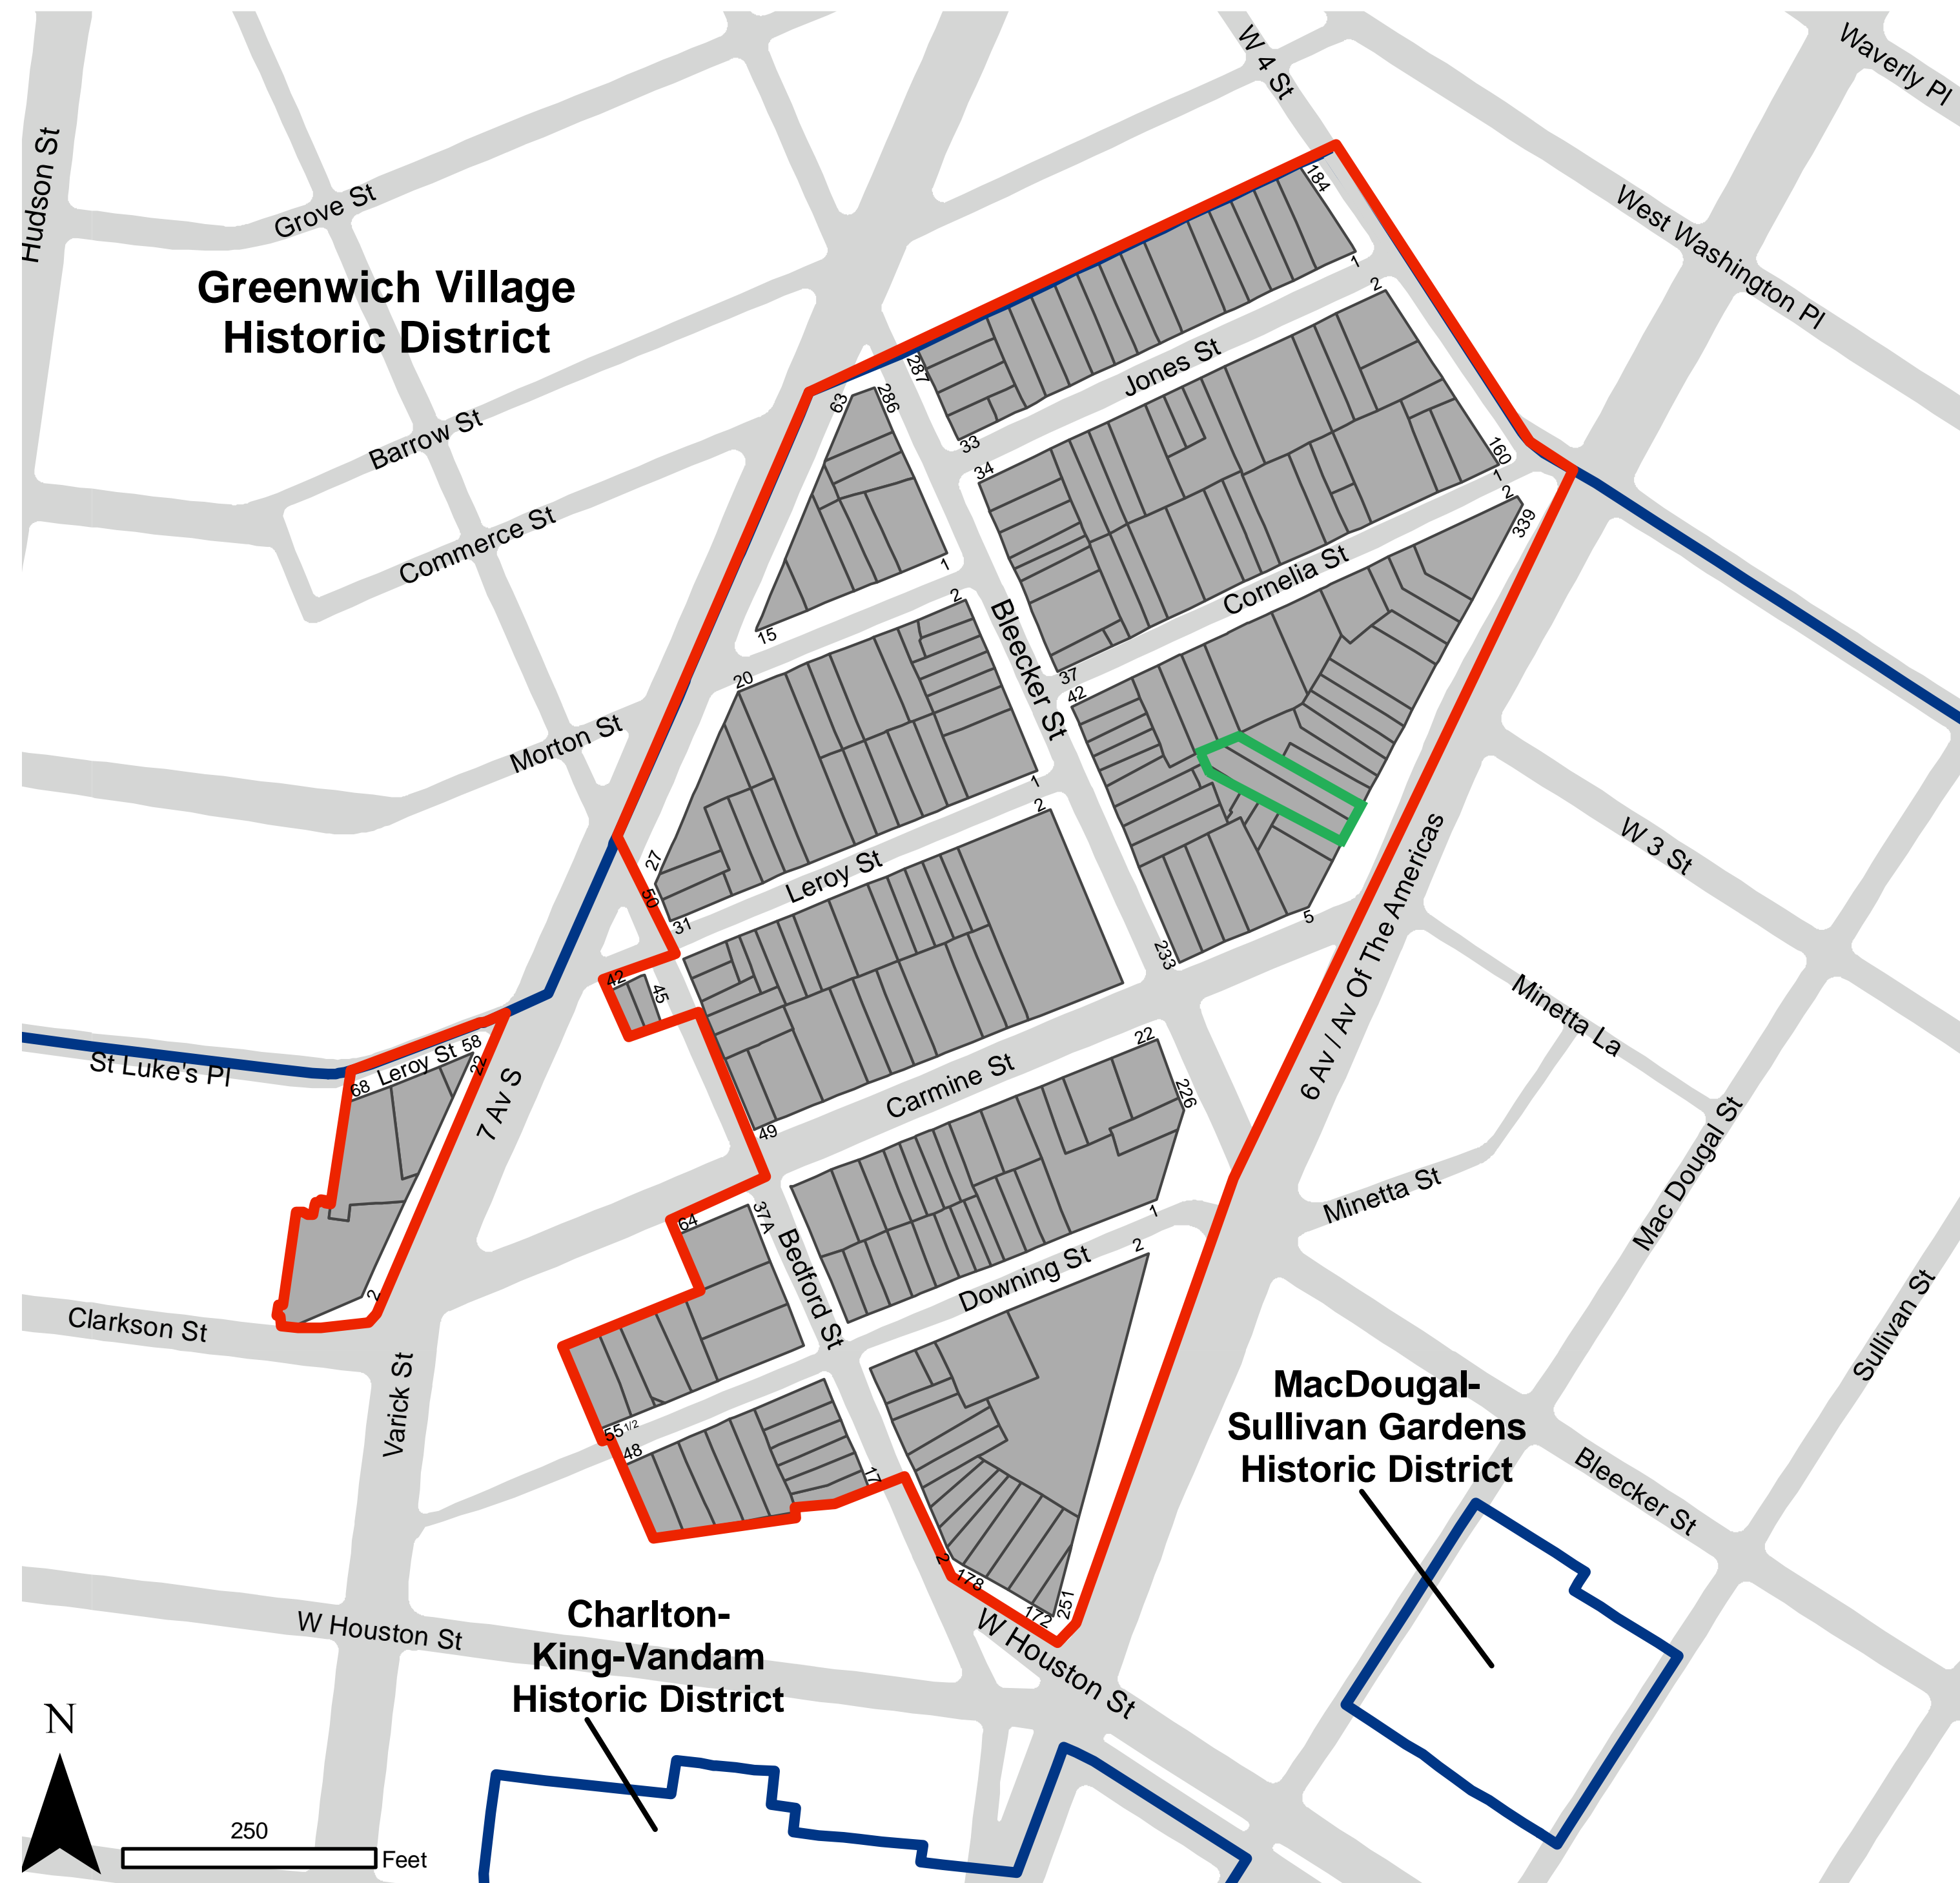 W 4 St
Waverly Pl
Hudson St
Grove St
184
West Washington Pl
Greenwich Village
Historic District
1
2
Jones St
287
286
63
33
34
Barrow St
160
1
2
339
Commerce St
1
2
15
Cornelia St
Bleecker St
37
42
20
Morton St
1
2
27
50
31
Leroy St
6 Av / Av Of The Americas
W 3 St
5
233
42
45
Minetta La
St Luke's Pl
68
Leroy St
58
22
7 Av S
Carmine St
22
226
49
Mac Dougal St
Minetta St
64
37A
1
2
Bedford St
Downing St
2
Clarkson St
Sullivan St
Varick St
55 1/2
48
17
MacDougal-
Sullivan Gardens
Historic District
Bleecker St
2
178
172
251
W Houston St
W Houston St
Charlton-
King-Vandam
Historic District
N
250
Feet